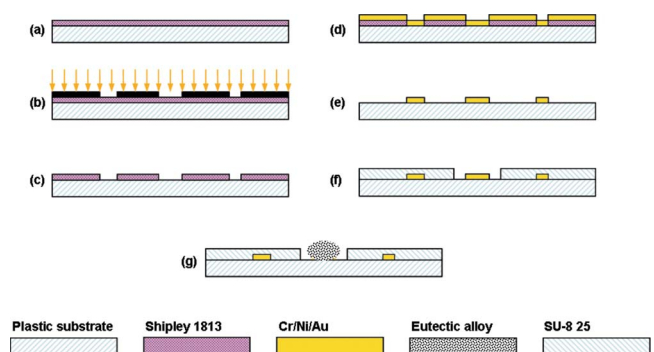 (a)
(b)
(c)
(d)
(e)
(f)
(g)
Plastic substrate
Shipley 1813
Cr/Ni/Au
Eutectic alloy
SU-8 25